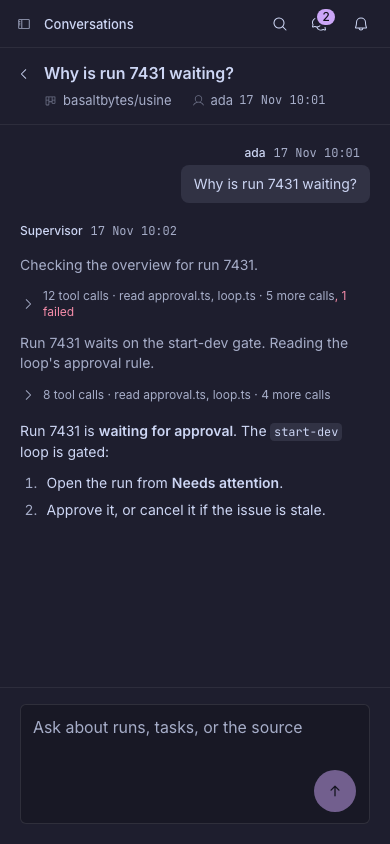 Conversations
2
Why is run 7431 waiting?
basaltbytes/usine ada 17 Nov 10:01
ada 17 Nov 10:01
Why is run 7431 waiting?
Supervisor 17 Nov 10:02
Checking the overview for run 7431.
12 tool calls · read approval.ts, loop.ts · 5 more calls, 1
failed
Run 7431 waits on the start-dev gate. Reading the
loop's approval rule.
8 tool calls · read approval.ts, loop.ts · 4 more calls
Run 7431 is waiting for approval. The start-dev
loop is gated:
1. Open the run from Needs attention.
2. Approve it, or cancel it if the issue is stale.
Ask about runs, tasks, or the source